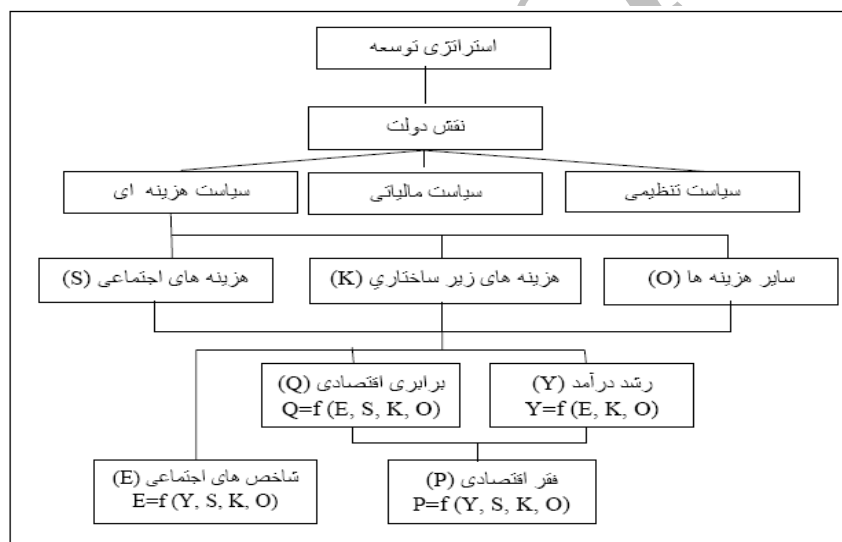 استراتژی توسعه
نقش دولت
سیاست تنظیمی
سیاست مالیاتی
سیاست هزینه ای
سایر هزینه ها (O)
هزینه های زیر ساختاري (K)
هزینه های اجتماعی (S)
رشد درآمد (Y)
Y=f (E, K, O)
برابری اقتصادی (Q)
Q=f (E, S, K, O)
فقر اقتصادی (P)
P=f (Y, S, K, O)
شاخص های اجتماعی (E)
E=f (Y, S, K, O)